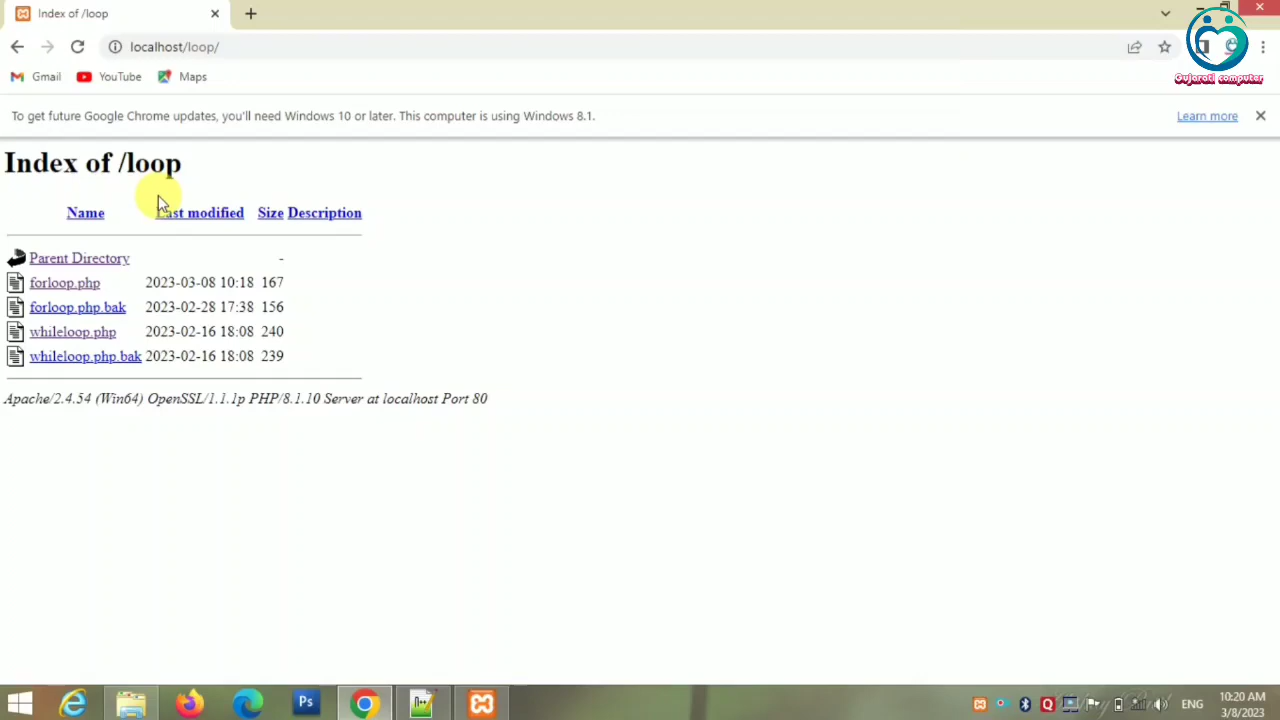 Index of /loop
localhost/loop/
Gmail YouTube Maps
Gujarati computer
To get future Google Chrome updates, you'll need Windows 10 or later. This computer is using Windows 8.1. Learn more
Index of /loop
Name Last modified Size Description
Parent Directory -
forloop.php 2023-03-08 10:18 167
forloop.php.bak 2023-02-28 17:38 156
whileloop.php 2023-02-16 18:08 240
whileloop.php.bak 2023-02-16 18:08 239
Apache/2.4.54 (Win64) OpenSSL/1.1.1p PHP/8.1.10 Server at localhost Port 80
Ps
ENG
10:20 AM
3/8/2023